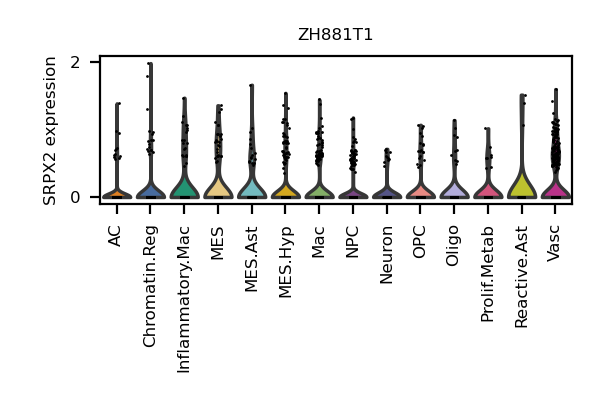 ZH881T1
SRPX2 expression
2
0
AC
Chromatin.Reg
Inflammatory.Mac
MES
MES.Ast
MES.Hyp
Mac
NPC
Neuron
OPC
Oligo
Prolif.Metab
Reactive.Ast
Vasc